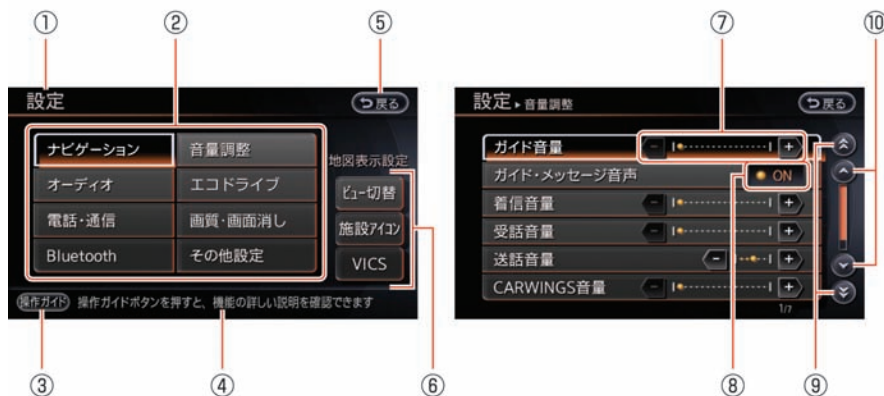 ① ② ⑤ ⑦ ⑩
設定
戻る
ナビゲーション 音量調整
オーディオ エコドライブ
電話・通信 画質・画面消し
Bluetooth その他設定
地図表示設定
ビュー切替
施設アイコン
VICS
操作ガイド 操作ガイドボタンを押すと、機能の詳しい説明を確認できます
設定 ▸ 音量調整
戻る
ガイド音量 - +
ガイド・メッセージ音声 ON
着信音量 - +
受話音量 - +
送話音量 - +
CARWINGS音量 - +
1/7
③ ④ ⑥ ⑧ ⑨